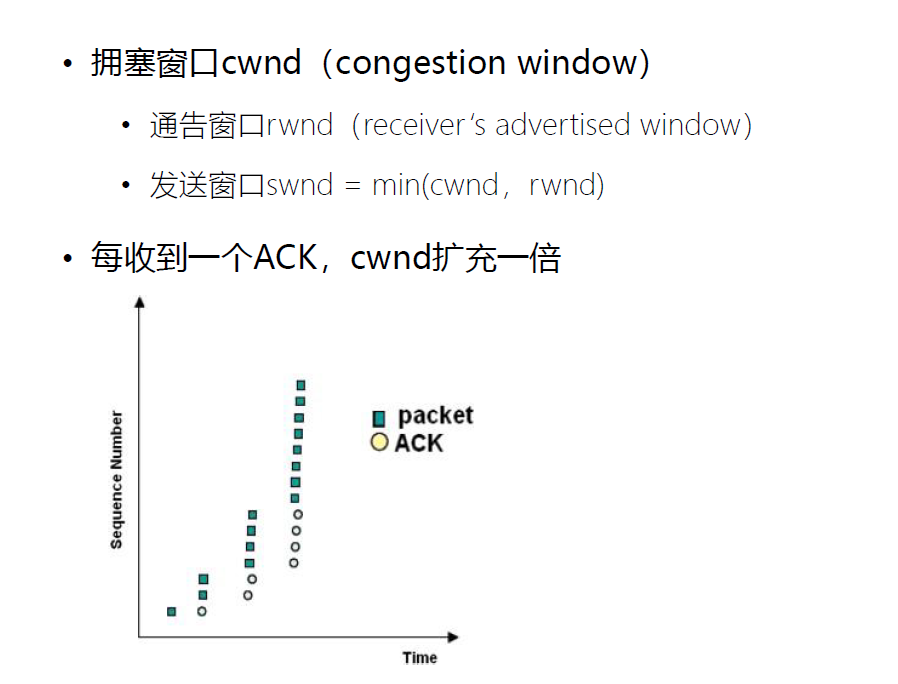 • 拥塞窗口cwnd（congestion window）
• 通告窗口rwnd（receiver‘s advertised window）
• 发送窗口swnd = min(cwnd，rwnd)
• 每收到一个ACK，cwnd扩充一倍
packet
ACK
Sequence Number
Time